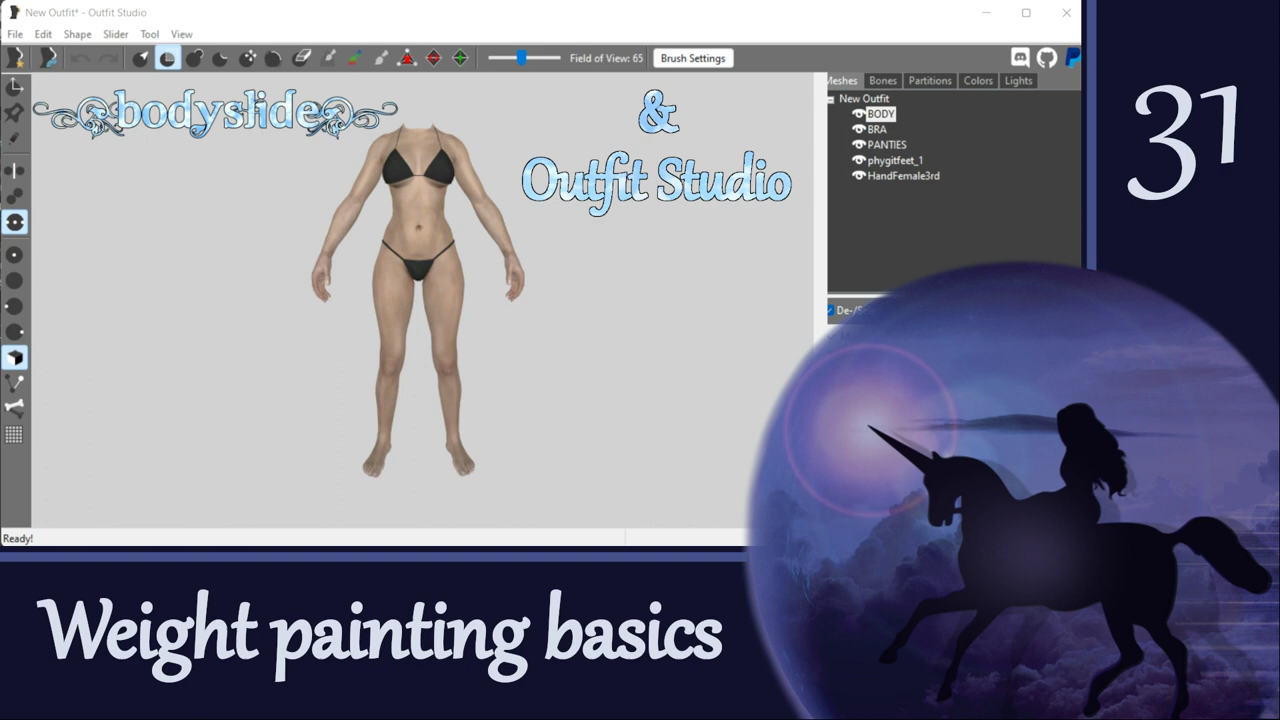 New Outfit* - Outfit Studio
File Edit Shape Slider Tool View
Field of View: 65 Brush Settings
Meshes Bones Partitions Colors Lights
New Outfit
BODY
BRA
PANTIES
phygitfeet_1
HandFemale3rd
bodyslide
&
Outfit Studio
31
Ready!
Weight painting basics